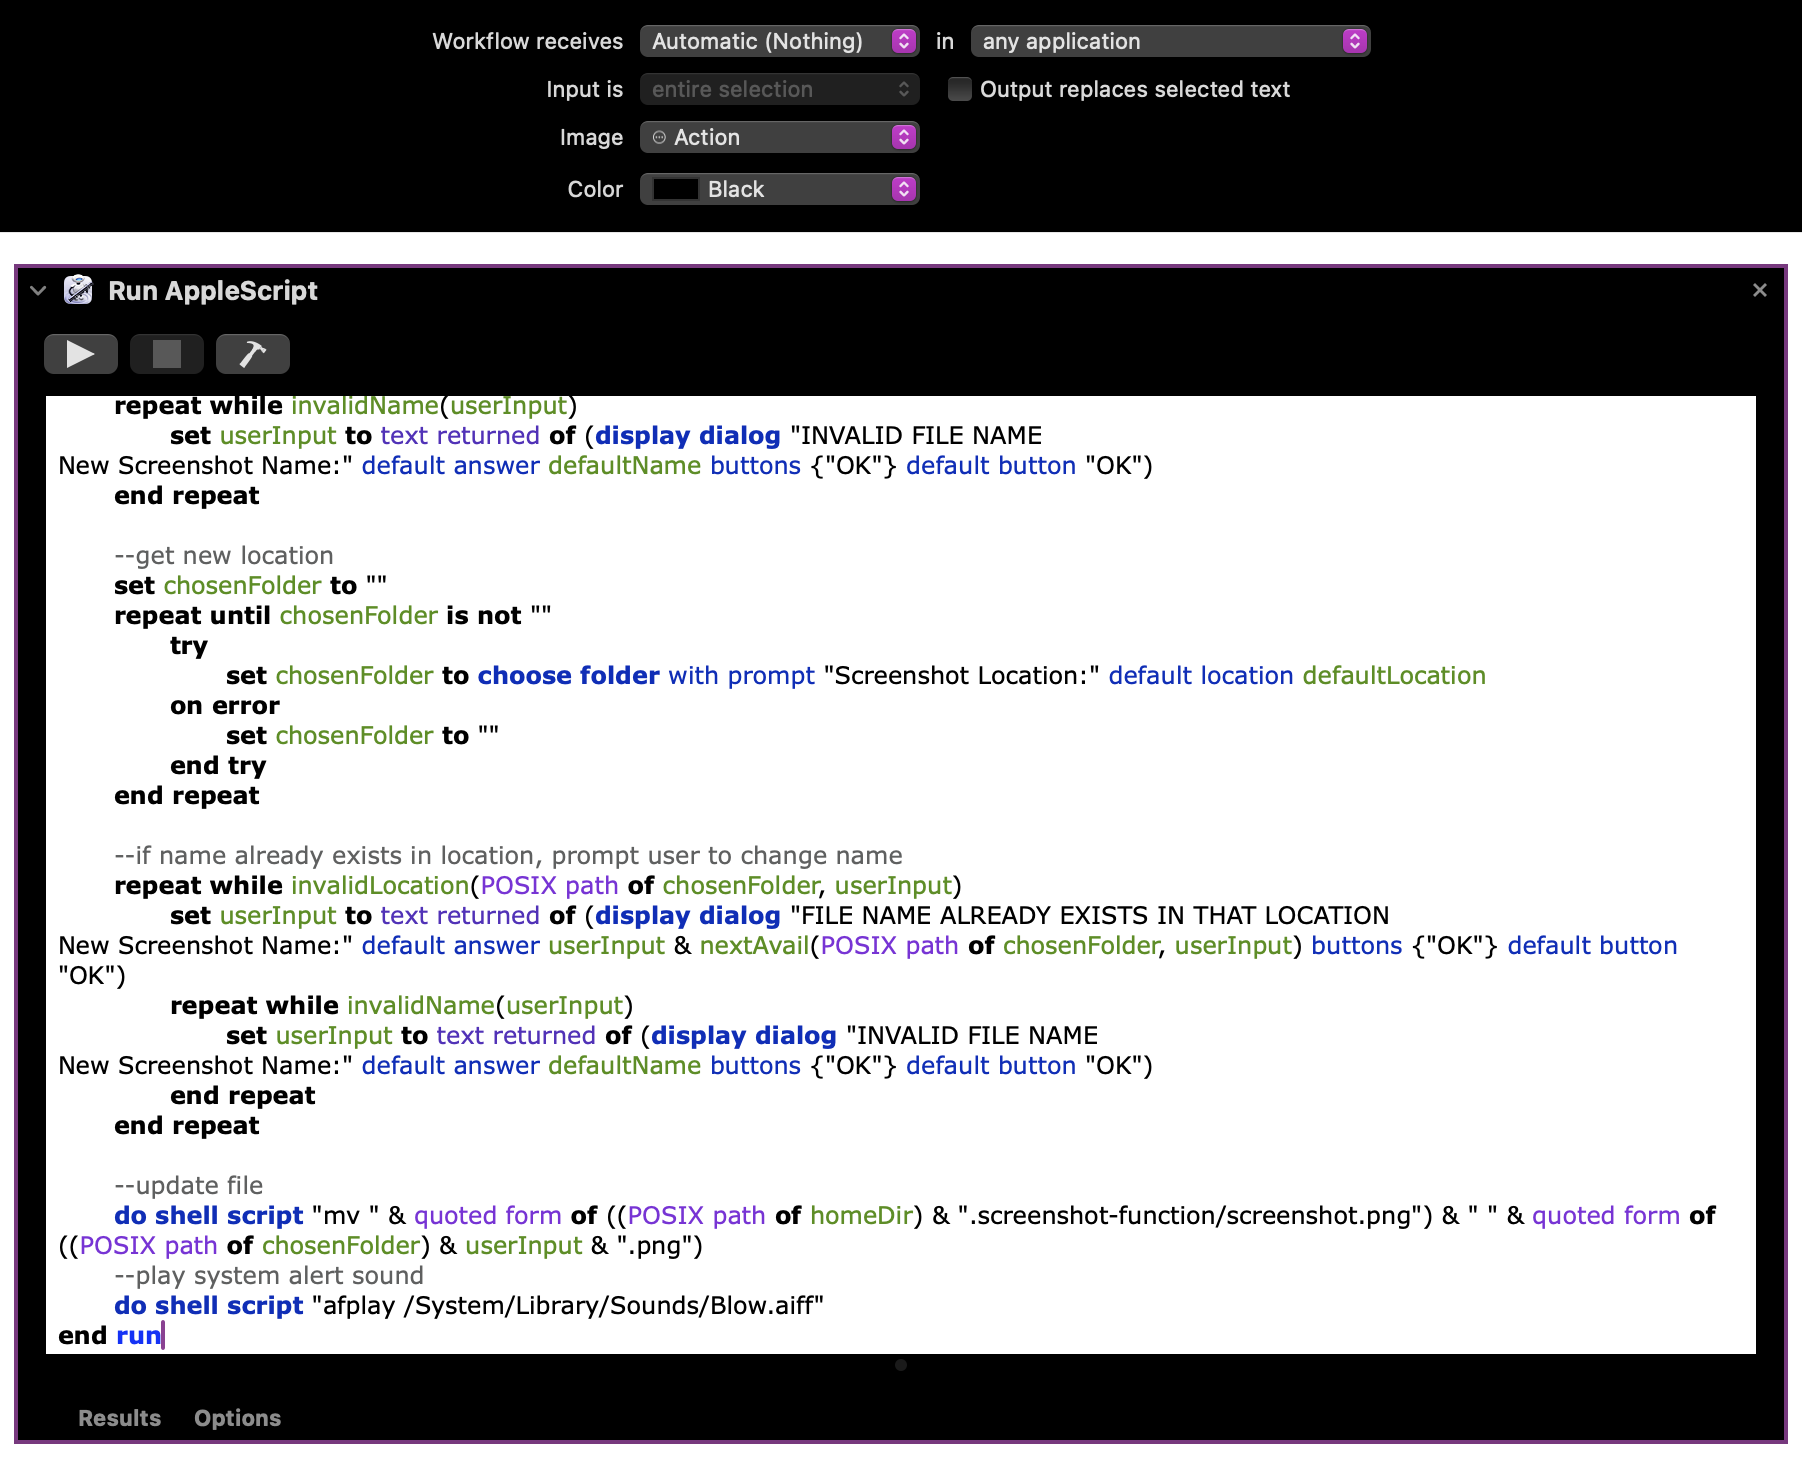 Workflow receives Automatic (Nothing) in any application
Input is entire selection Output replaces selected text
Image Action
Color Black
Run AppleScript
repeat while invalidName(userInput)
set userInput to text returned of (display dialog "INVALID FILE NAME
New Screenshot Name:" default answer defaultName buttons {"OK"} default button "OK")
end repeat
--get new location
set chosenFolder to ""
repeat until chosenFolder is not ""
try
set chosenFolder to choose folder with prompt "Screenshot Location:" default location defaultLocation
on error
set chosenFolder to ""
end try
end repeat
--if name already exists in location, prompt user to change name
repeat while invalidLocation(POSIX path of chosenFolder, userInput)
set userInput to text returned of (display dialog "FILE NAME ALREADY EXISTS IN THAT LOCATION
New Screenshot Name:" default answer userInput & nextAvail(POSIX path of chosenFolder, userInput) buttons {"OK"} default button
"OK")
repeat while invalidName(userInput)
set userInput to text returned of (display dialog "INVALID FILE NAME
New Screenshot Name:" default answer defaultName buttons {"OK"} default button "OK")
end repeat
end repeat
--update file
do shell script "mv " & quoted form of ((POSIX path of homeDir) & ".screenshot-function/screenshot.png") & " " & quoted form of
((POSIX path of chosenFolder) & userInput & ".png")
--play system alert sound
do shell script "afplay /System/Library/Sounds/Blow.aiff"
end run
Results Options